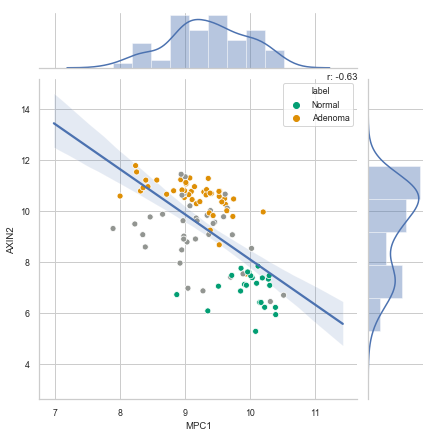 r: -0.63
label
Normal
Adenoma
14
12
10
8
6
4
AXIN2
7 8 9 10 11
MPC1